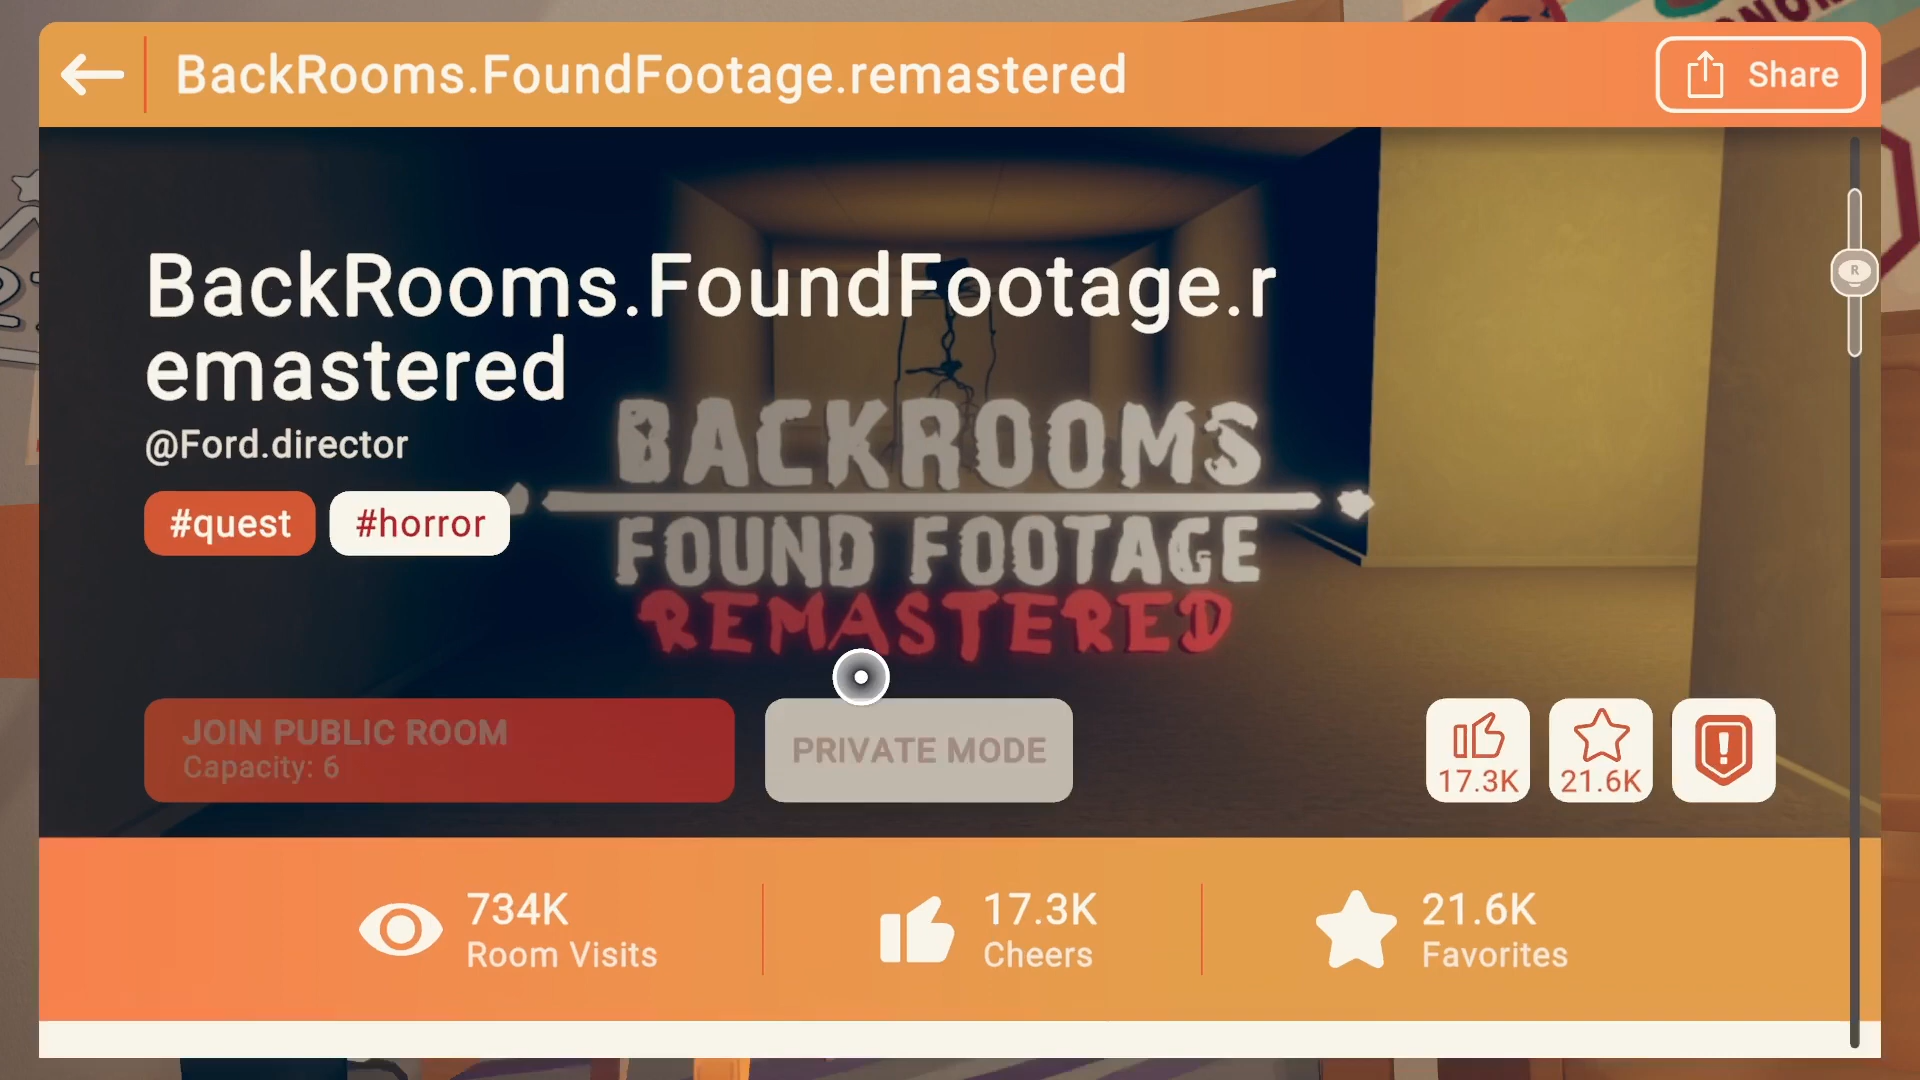 BackRooms.FoundFootage.remastered
Share
BackRooms.FoundFootage.r
emastered
@Ford.director
#quest
#horror
BACKROOMS
FOUND FOOTAGE
REMASTERED
JOIN PUBLIC ROOM
Capacity: 6
PRIVATE MODE
17.3K
21.6K
R
734K
Room Visits
17.3K
Cheers
21.6K
Favorites